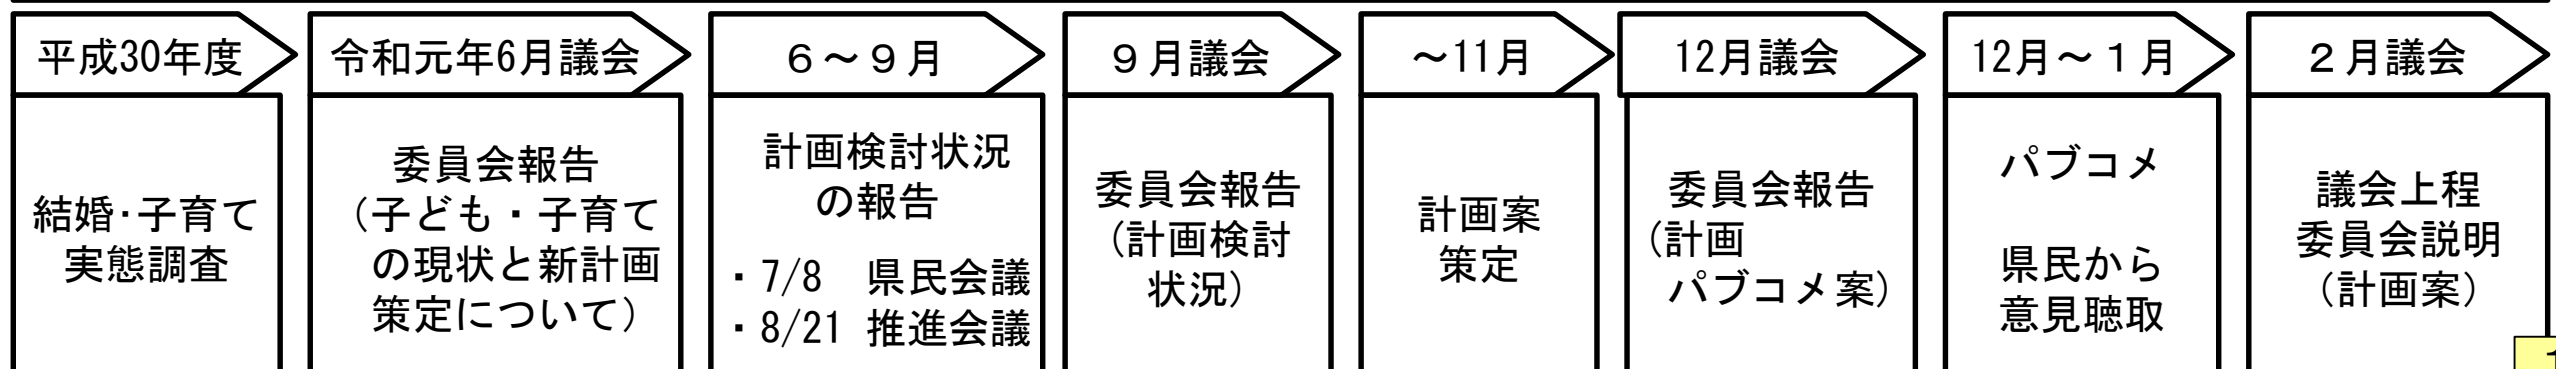 平成30年度
結婚･子育て
実態調査
令和元年6月議会
委員会報告
（子ども・子育て
の現状と新計画
策定について）
６～９月
計画検討状況
の報告
・7/8　県民会議
・8/21 推進会議
９月議会
委員会報告
（計画検討
状況）
～11月
計画案
策定
12月議会
委員会報告
（計画
パブコメ案）
12月～１月
パブコメ
県民から
意見聴取
２月議会
議会上程
委員会説明
（計画案）